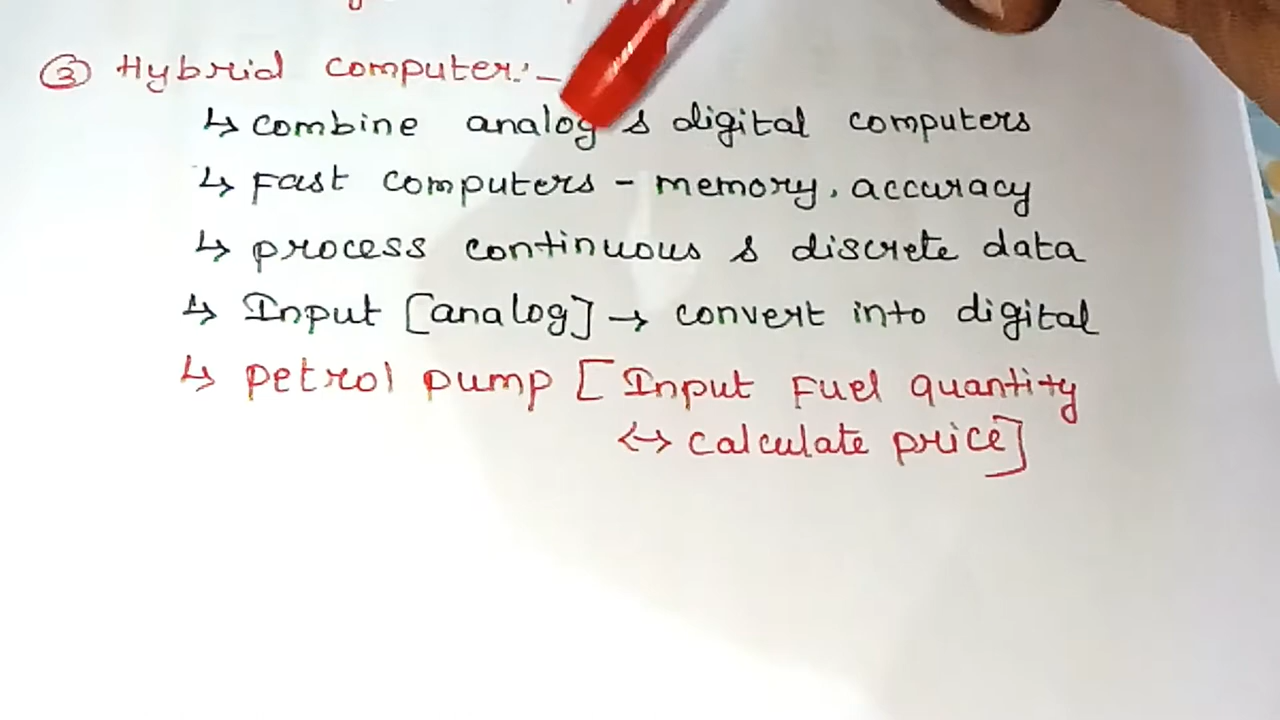 ③ Hybrid computer:-
↳ combine analog & digital computers
↳ Fast computers - memory, accuracy
↳ process continuous & discrete data
↳ Input [analog] → convert into digital
↳ Petrol pump [Input Fuel quantity
↔ calculate price]